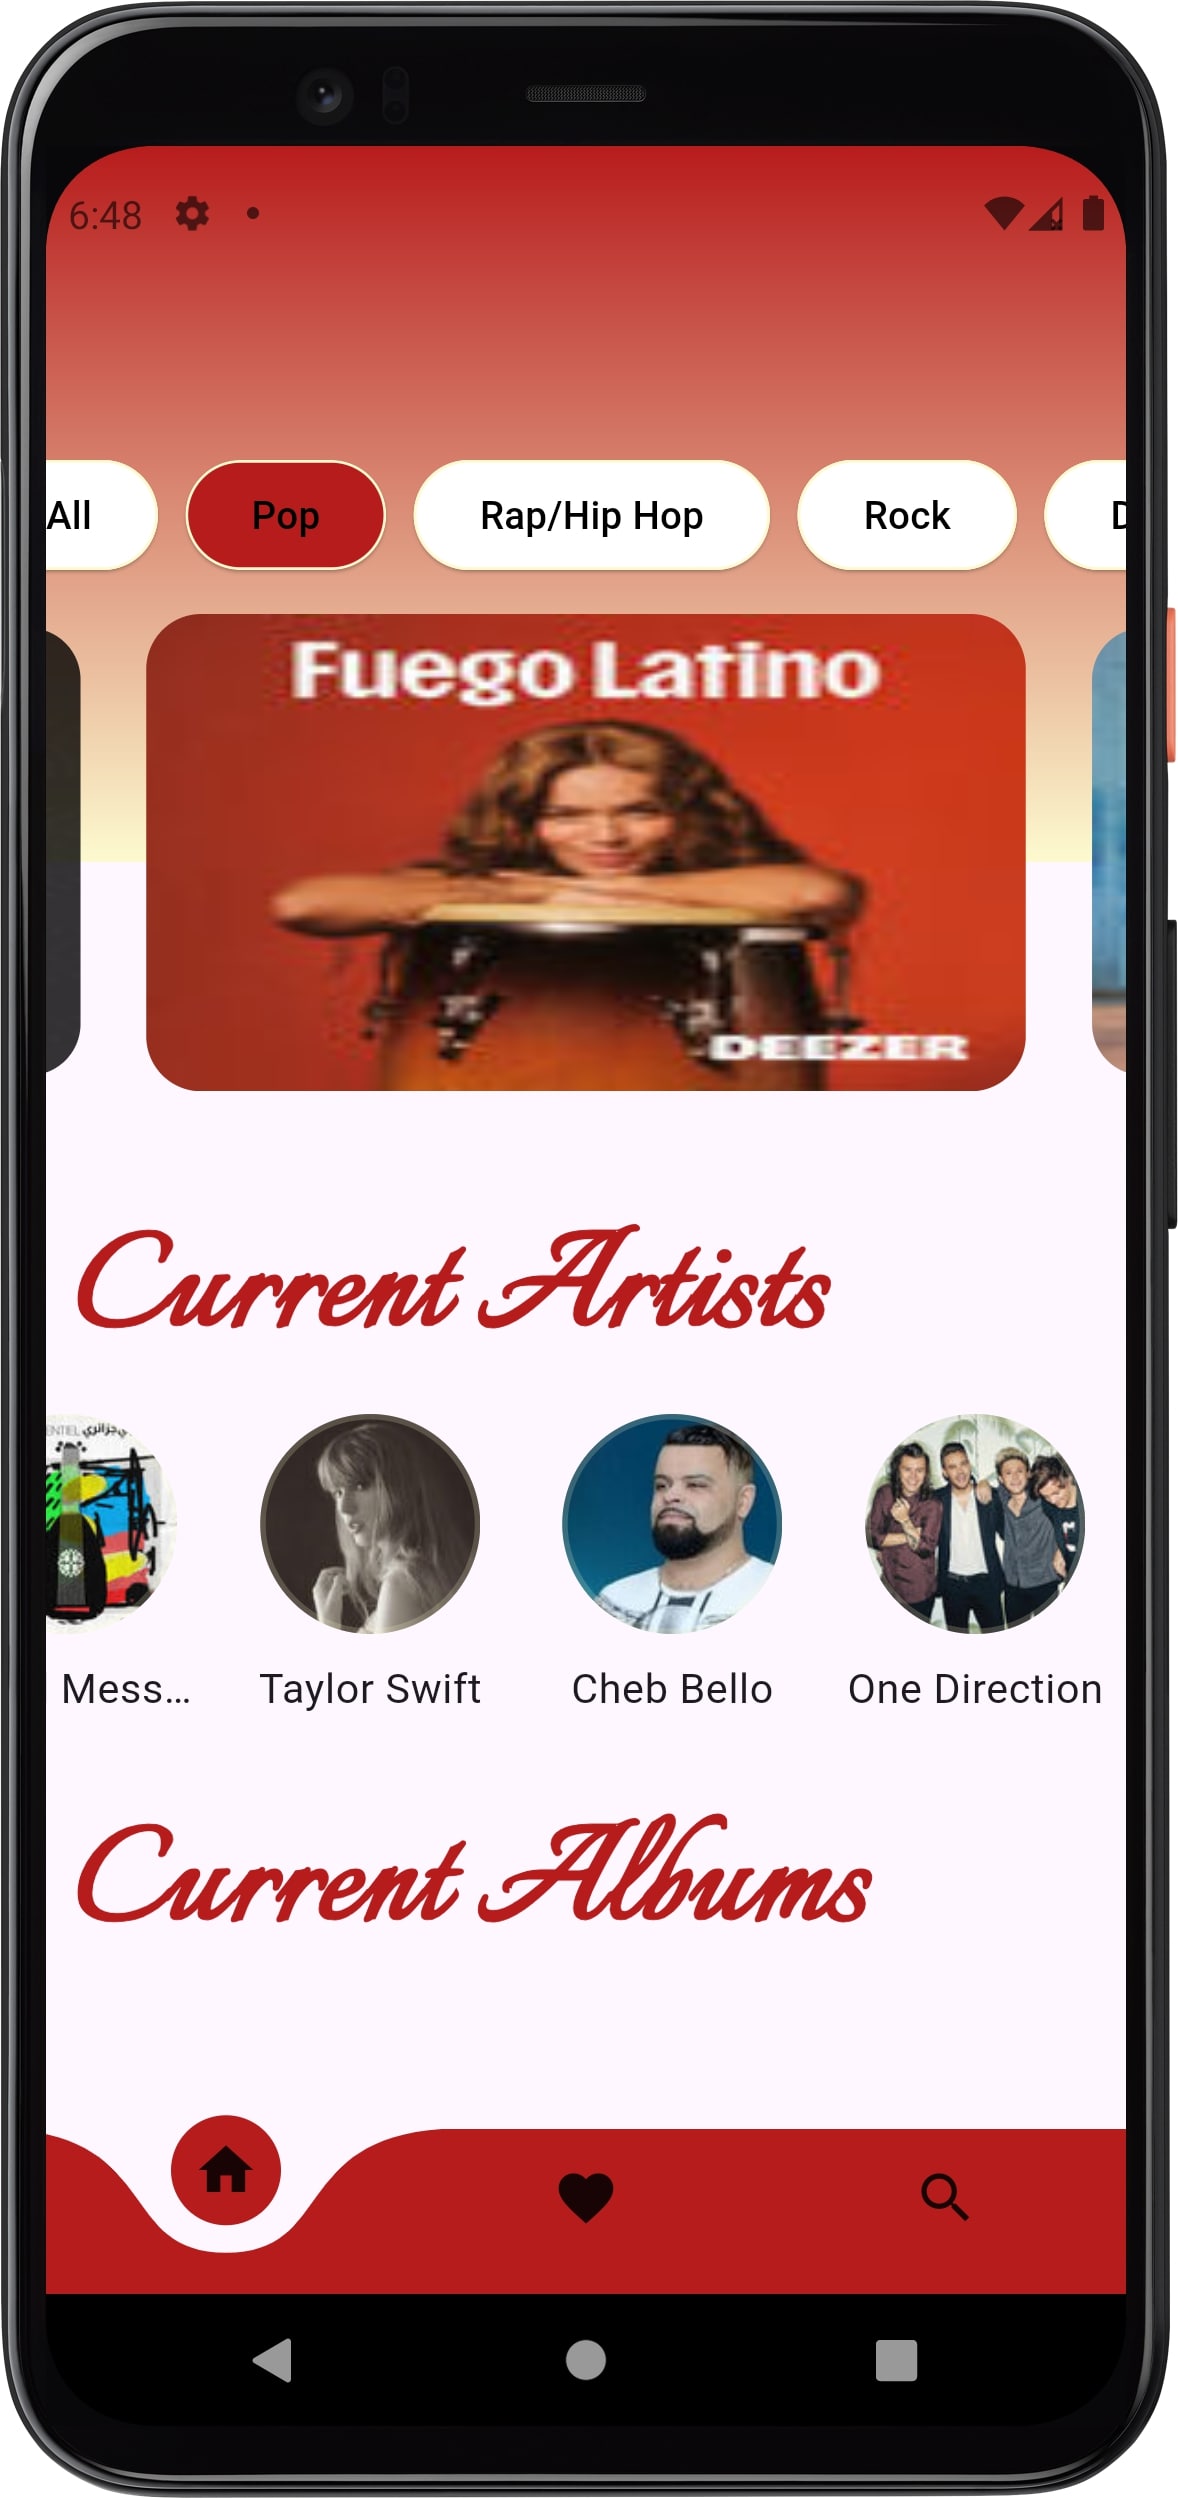 6:48
All
Pop
Rap/Hip Hop
Rock
Fuego Latino
DEEZER
Current Artists
جزائري
Mess...
Taylor Swift
Cheb Bello
One Direction
Current Albums